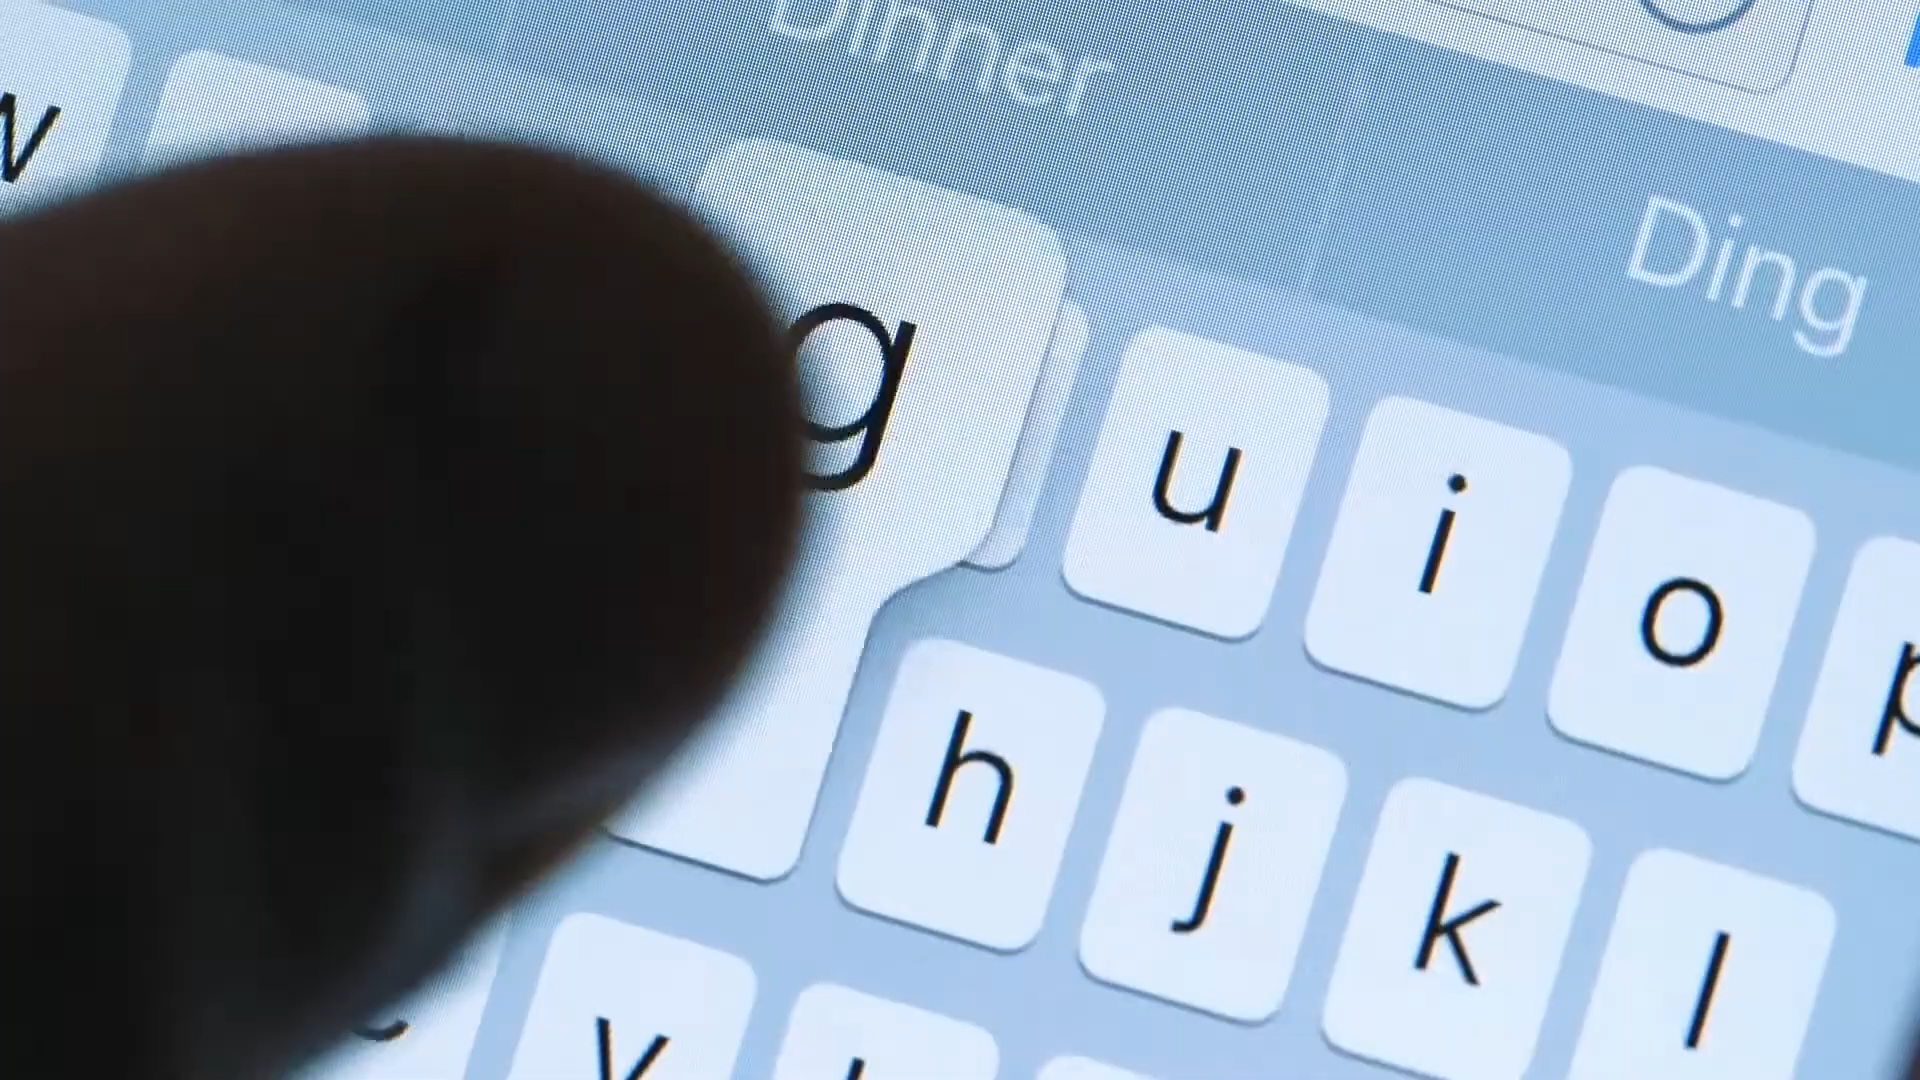 Dinner
Ding
w
g
u i o p
h j k l
v